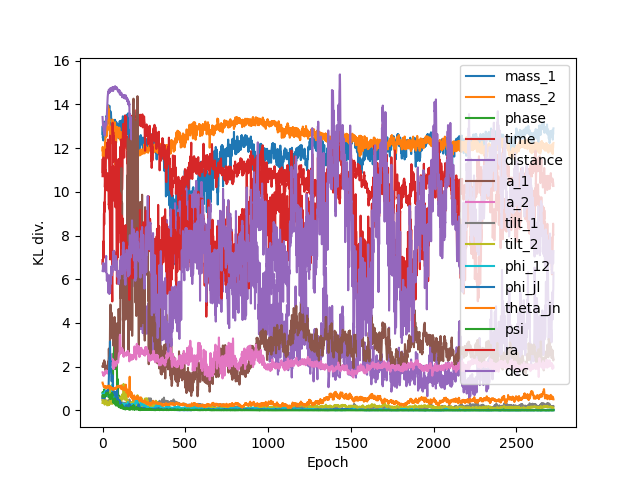 16
14
12
10
8
6
4
2
0
KL div.
0
500
1000
1500
2000
2500
Epoch
mass_1
mass_2
phase
time
distance
a_1
a_2
tilt_1
tilt_2
phi_12
phi_jl
theta_jn
psi
ra
dec